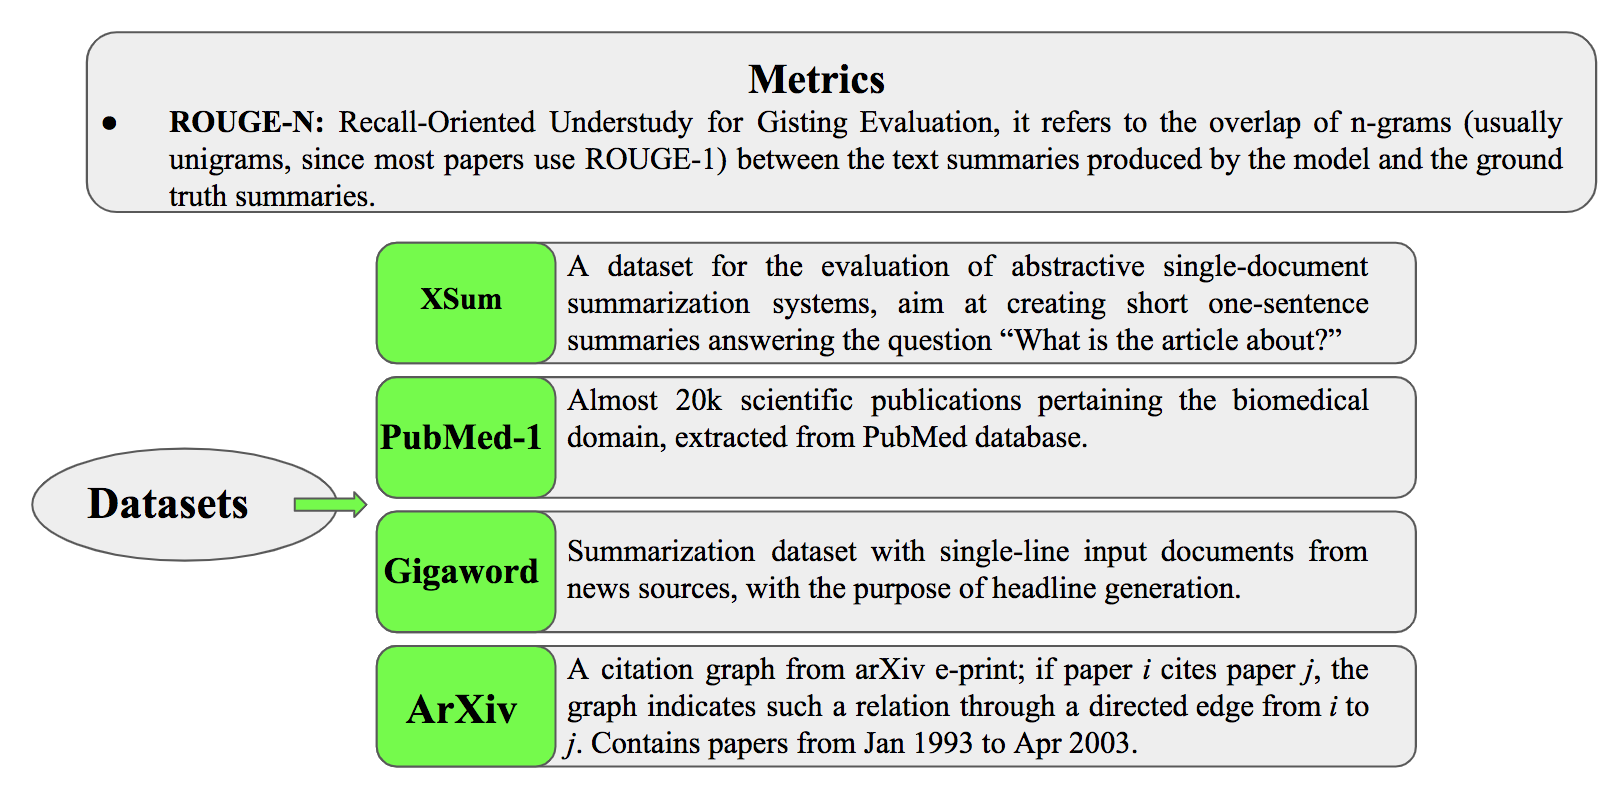 Metrics
● ROUGE-N: Recall-Oriented Understudy for Gisting Evaluation, it refers to the overlap of n-grams (usually
unigrams, since most papers use ROUGE-1) between the text summaries produced by the model and the ground
truth summaries.
XSum
A dataset for the evaluation of abstractive single-document
summarization systems, aim at creating short one-sentence
summaries answering the question “What is the article about?”
PubMed-1
Almost 20k scientific publications pertaining the biomedical
domain, extracted from PubMed database.
Datasets
Gigaword
Summarization dataset with single-line input documents from
news sources, with the purpose of headline generation.
ArXiv
A citation graph from arXiv e-print; if paper i cites paper j, the
graph indicates such a relation through a directed edge from i to
j. Contains papers from Jan 1993 to Apr 2003.